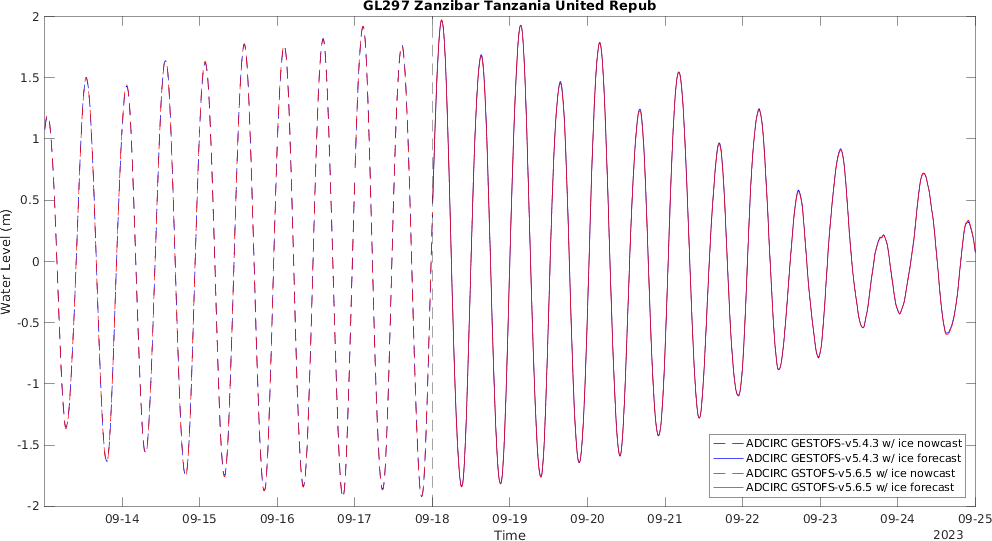 GL297 Zanzibar Tanzania United Repub
2
1.5
1
0.5
0
-0.5
-1
-1.5
-2
Water Level (m)
09-14 09-15 09-16 09-17 09-18 09-19 09-20 09-21 09-22 09-23 09-24 09-25
Time
2023
ADCIRC GESTOFS-v5.4.3 w/ ice nowcast
ADCIRC GESTOFS-v5.4.3 w/ ice forecast
ADCIRC GSTOFS-v5.6.5 w/ ice nowcast
ADCIRC GSTOFS-v5.6.5 w/ ice forecast